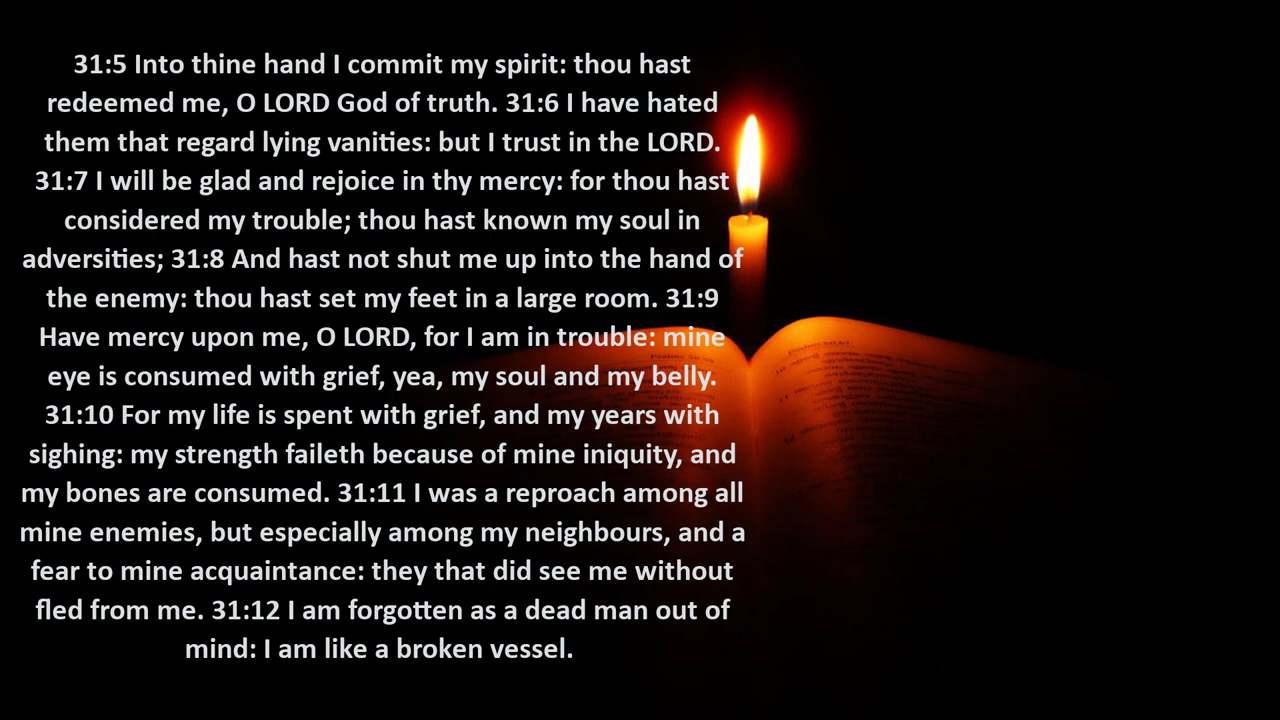 31:5 Into thine hand I commit my spirit: thou hast
redeemed me, O LORD God of truth. 31:6 I have hated
them that regard lying vanities: but I trust in the LORD.
31:7 I will be glad and rejoice in thy mercy: for thou hast
considered my trouble; thou hast known my soul in
adversities; 31:8 And hast not shut me up into the hand of
the enemy: thou hast set my feet in a large room. 31:9
Have mercy upon me, O LORD, for I am in trouble: mine
eye is consumed with grief, yea, my soul and my belly.
31:10 For my life is spent with grief, and my years with
sighing: my strength faileth because of mine iniquity, and
my bones are consumed. 31:11 I was a reproach among all
mine enemies, but especially among my neighbours, and a
fear to mine acquaintance: they that did see me without
fled from me. 31:12 I am forgotten as a dead man out of
mind: I am like a broken vessel.